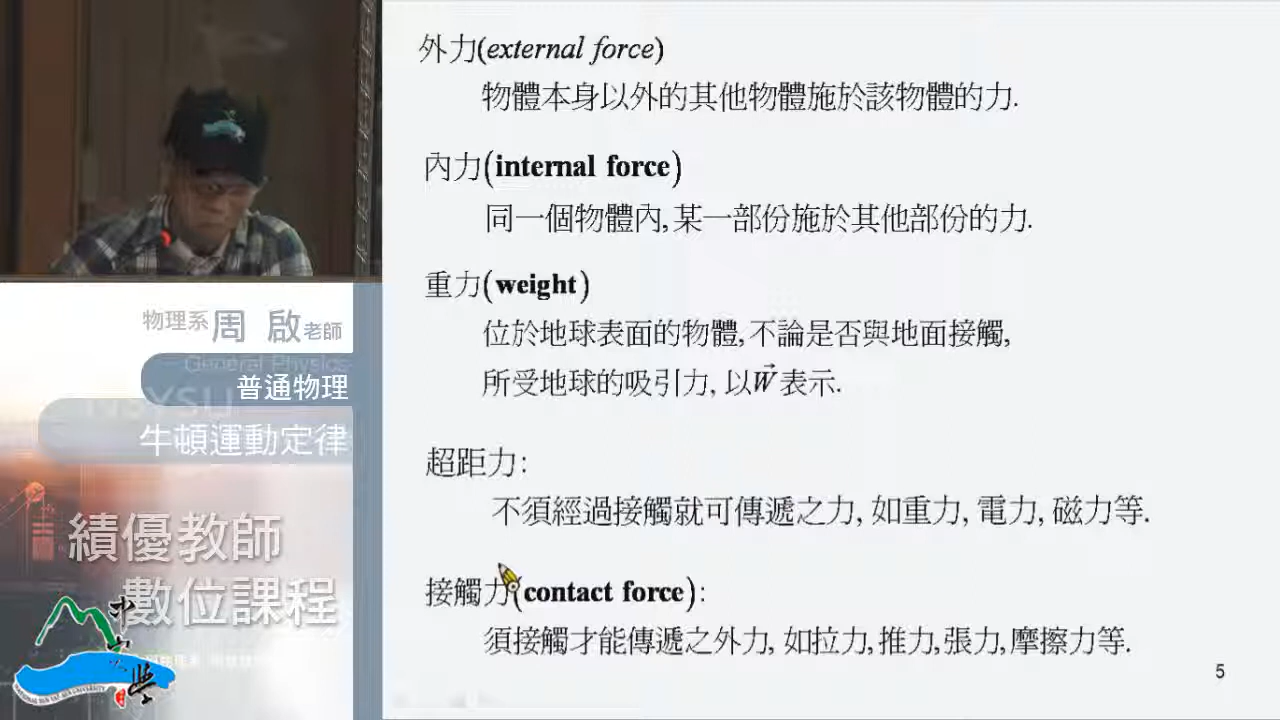 外力(external force)
物體本身以外的其他物體施於該物體的力.
內力(internal force)
同一個物體內,某一部份施於其他部份的力.
重力(weight)
位於地球表面的物體,不論是否與地面接觸,
所受地球的吸引力,以W⃗表示.
超距力:
不須經過接觸就可傳遞之力,如重力,電力,磁力等.
接觸力(contact force):
須接觸才能傳遞之外力,如拉力,推力,張力,摩擦力等.
5
物理系周 啟老師
General Physics
普通物理
NSYSU
牛頓運動定律
績優教師
數位課程
中山大學